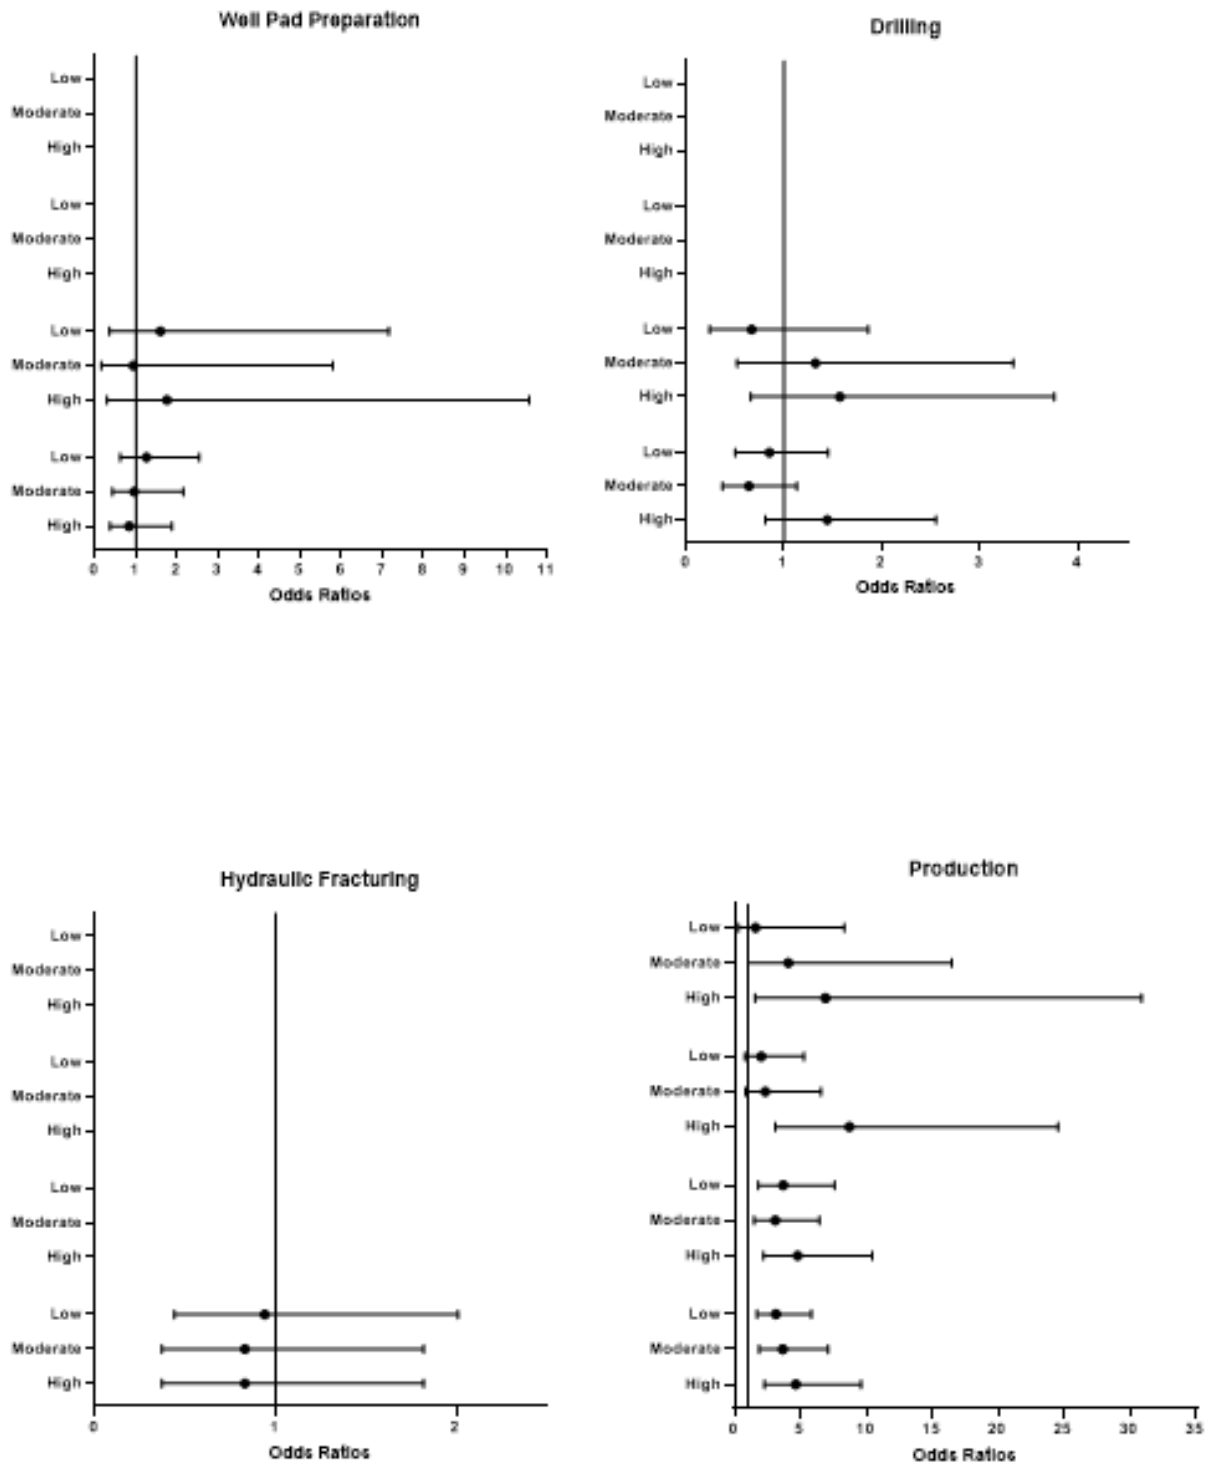 Well Pad Preparation
Low
Moderate
High
Low
Moderate
High
Low
Moderate
High
Low
Moderate
High
0 1 2 3 4 5 6 7 8 9 10 11
Odds Ratios
Drilling
Low
Moderate
High
Low
Moderate
High
Low
Moderate
High
Low
Moderate
High
0 1 2 3 4
Odds Ratios
Hydraulic Fracturing
Low
Moderate
High
Low
Moderate
High
Low
Moderate
High
Low
Moderate
High
0 1 2
Odds Ratios
Production
Low
Moderate
High
Low
Moderate
High
Low
Moderate
High
Low
Moderate
High
0 5 10 15 20 25 30 35
Odds Ratios